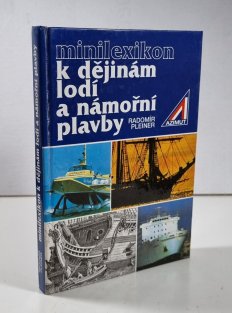 minilexikon
k dějinám
lodí
a námořní
plavby
RADOMÍR
PLEINER
AZIMUT
minilexikon k dějinám lodí a námořní plavby